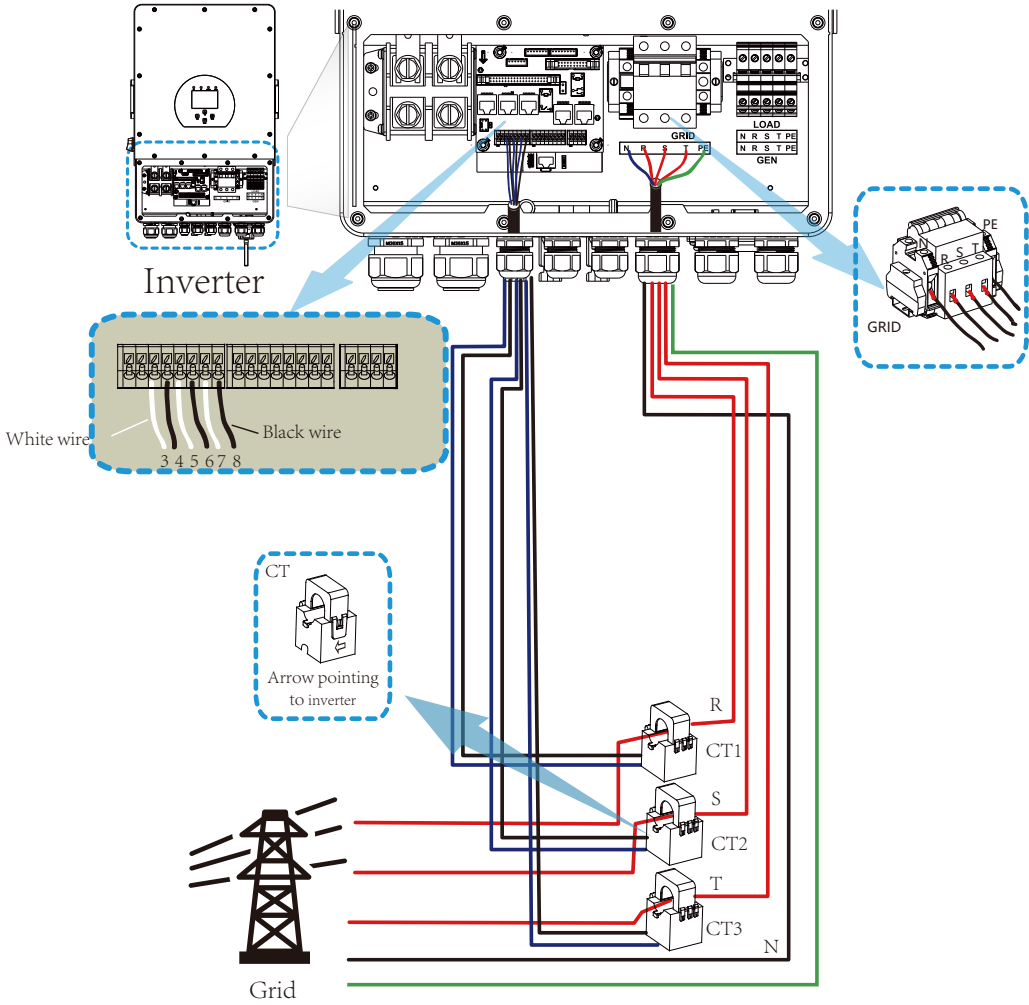 LOAD
N R S T PE
N R S T PE
GEN
GRID
N R S T PE
Inverter
PE
N
R
S
T
GRID
White wire
Black wire
3 4 5 6 7 8
CT
Arrow pointing
to inverter
R
CT1
S
CT2
T
CT3
N
Grid